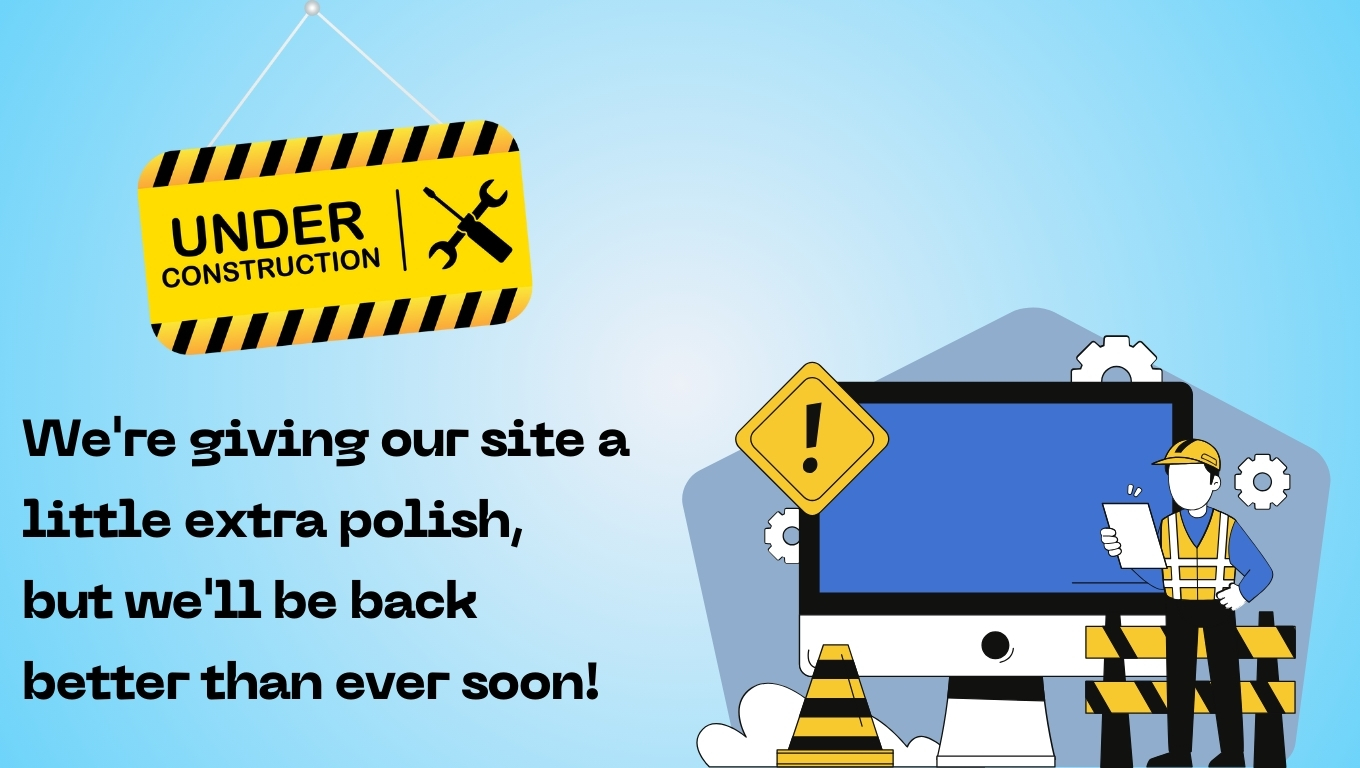 UNDER
CONSTRUCTION
!
We're giving our site a
little extra polish,
but we'll be back
better than ever soon!